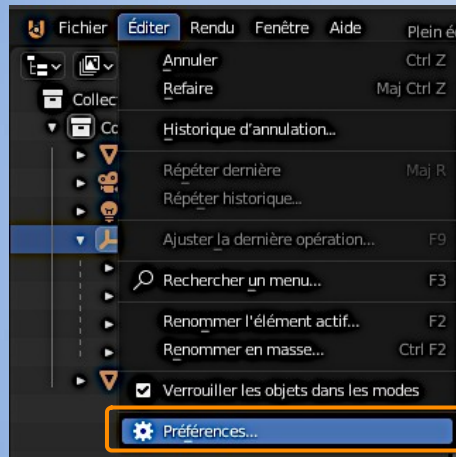 Fichier Éditer Rendu Fenêtre Aide Plein é
Annuler Ctrl Z
Refaire Maj Ctrl Z
Collec
Co
Historique d'annulation...
Répéter dernière Maj R
Répéter historique...
Ajuster la dernière opération... F9
Rechercher un menu... F3
Renommer l'élément actif... F2
Renommer en masse... Ctrl F2
Verrouiller les objets dans les modes
Préférences...